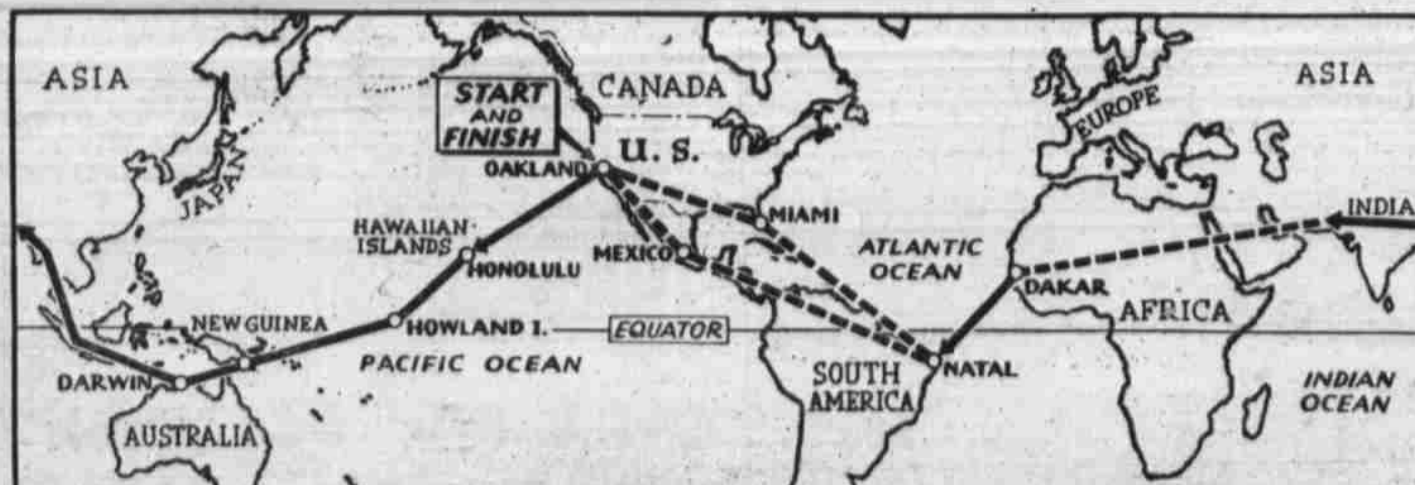 ASIA
CANADA
ASIA
START
AND
FINISH
EUROPE
U. S.
OAKLAND
JAPAN
MIAMI
INDIA
HAWAIIAN
ISLANDS
ATLANTIC
OCEAN
MEXICO
HONOLULU
DAKAR
AFRICA
NEW GUINEA
HOWLAND I.
EQUATOR
PACIFIC OCEAN
DARWIN
SOUTH
AMERICA
NATAL
INDIAN
OCEAN
AUSTRALIA